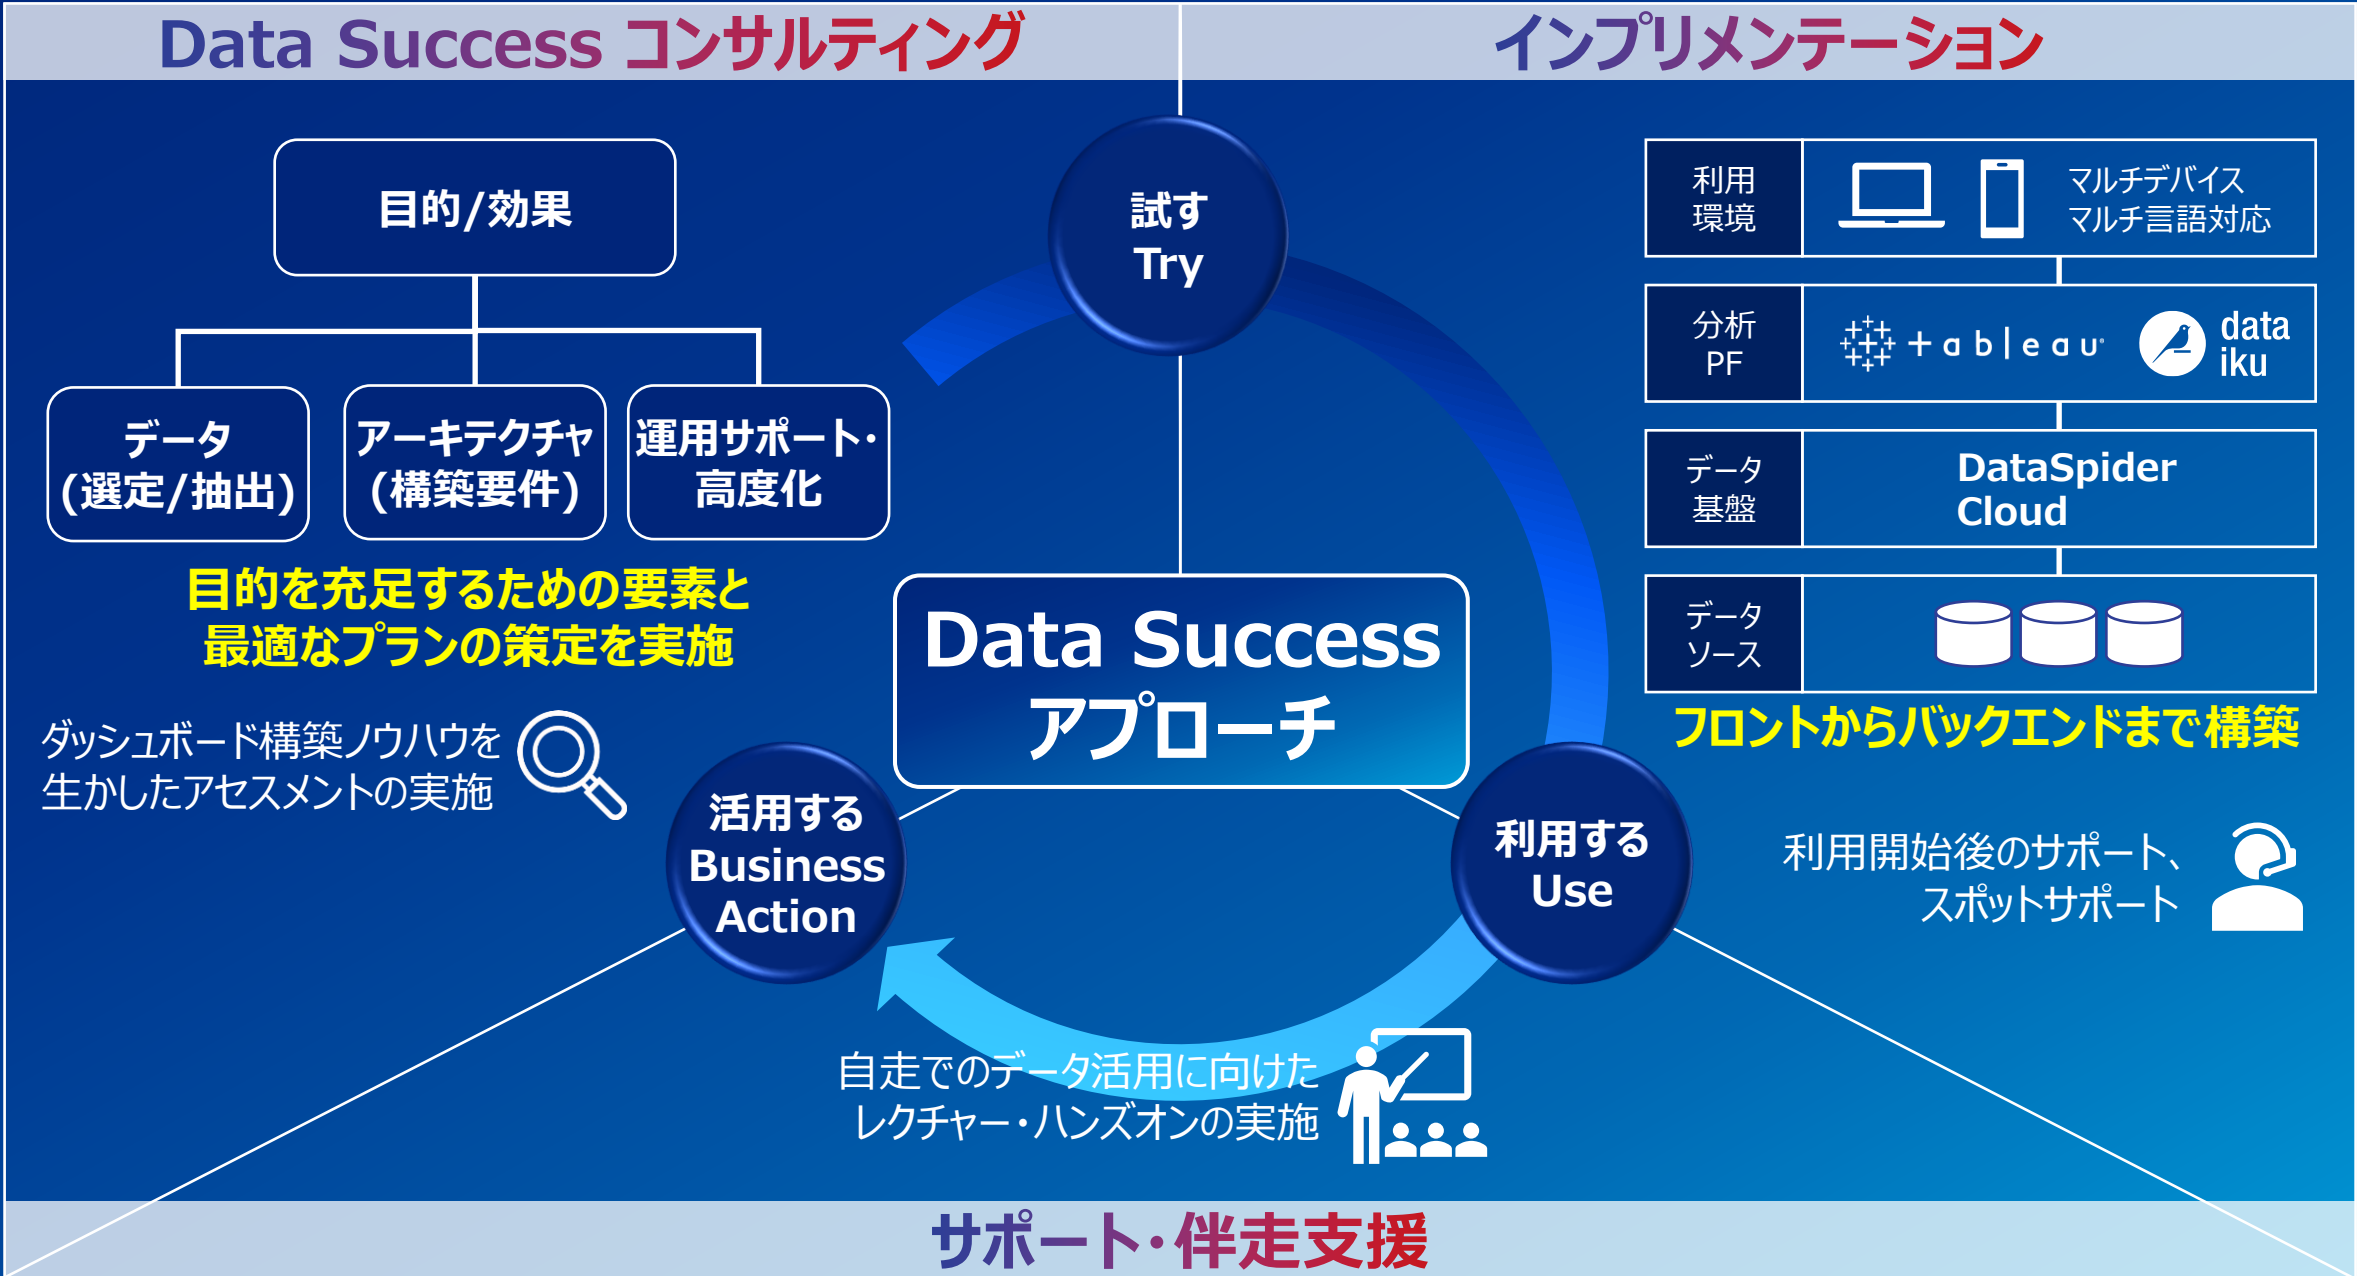 Data Success コンサルティング
インプリメンテーション
目的/効果
データ
(選定/抽出)
アーキテクチャ
(構築要件)
運用サポート・
高度化
目的を充足するための要素と
最適なプランの策定を実施
ダッシュボード構築ノウハウを
生かしたアセスメントの実施
試す
Try
Data Success
アプローチ
活用する
Business
Action
利用する
Use
利用
環境
マルチデバイス
マルチ言語対応
分析
PF
+ableau
data
iku
データ
基盤
DataSpider
Cloud
データ
ソース
フロントからバックエンドまで構築
利用開始後のサポート、
スポットサポート
自走でのデータ活用に向けた
レクチャー・ハンズオンの実施
サポート・伴走支援